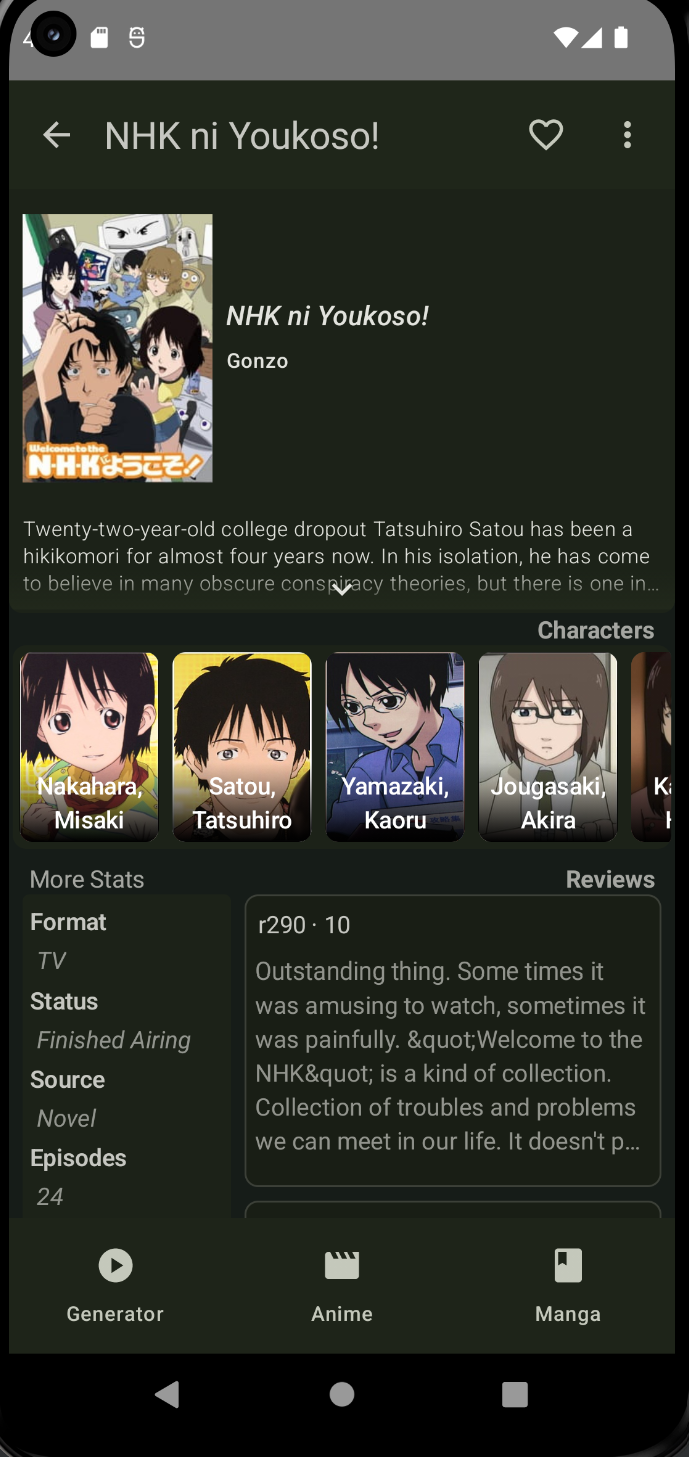 4
NHK ni Youkoso!
Welcome to the
N·H·Kにようこそ!
NHK ni Youkoso!
Gonzo
Twenty-two-year-old college dropout Tatsuhiro Satou has been a
hikikomori for almost four years now. In his isolation, he has come
to believe in many obscure conspiracy theories, but there is one in…
Characters
Nakahara,
Misaki
Satou,
Tatsuhiro
Yamazaki,
Kaoru
Jougasaki,
Akira
More Stats
Reviews
Format
TV
Status
Finished Airing
Source
Novel
Episodes
24
r290 · 10
Outstanding thing. Some times it
was amusing to watch, sometimes it
was painfully. &quot;Welcome to the
NHK&quot; is a kind of collection.
Collection of troubles and problems
we can meet in our life. It doesn't p…
Generator
Anime
Manga